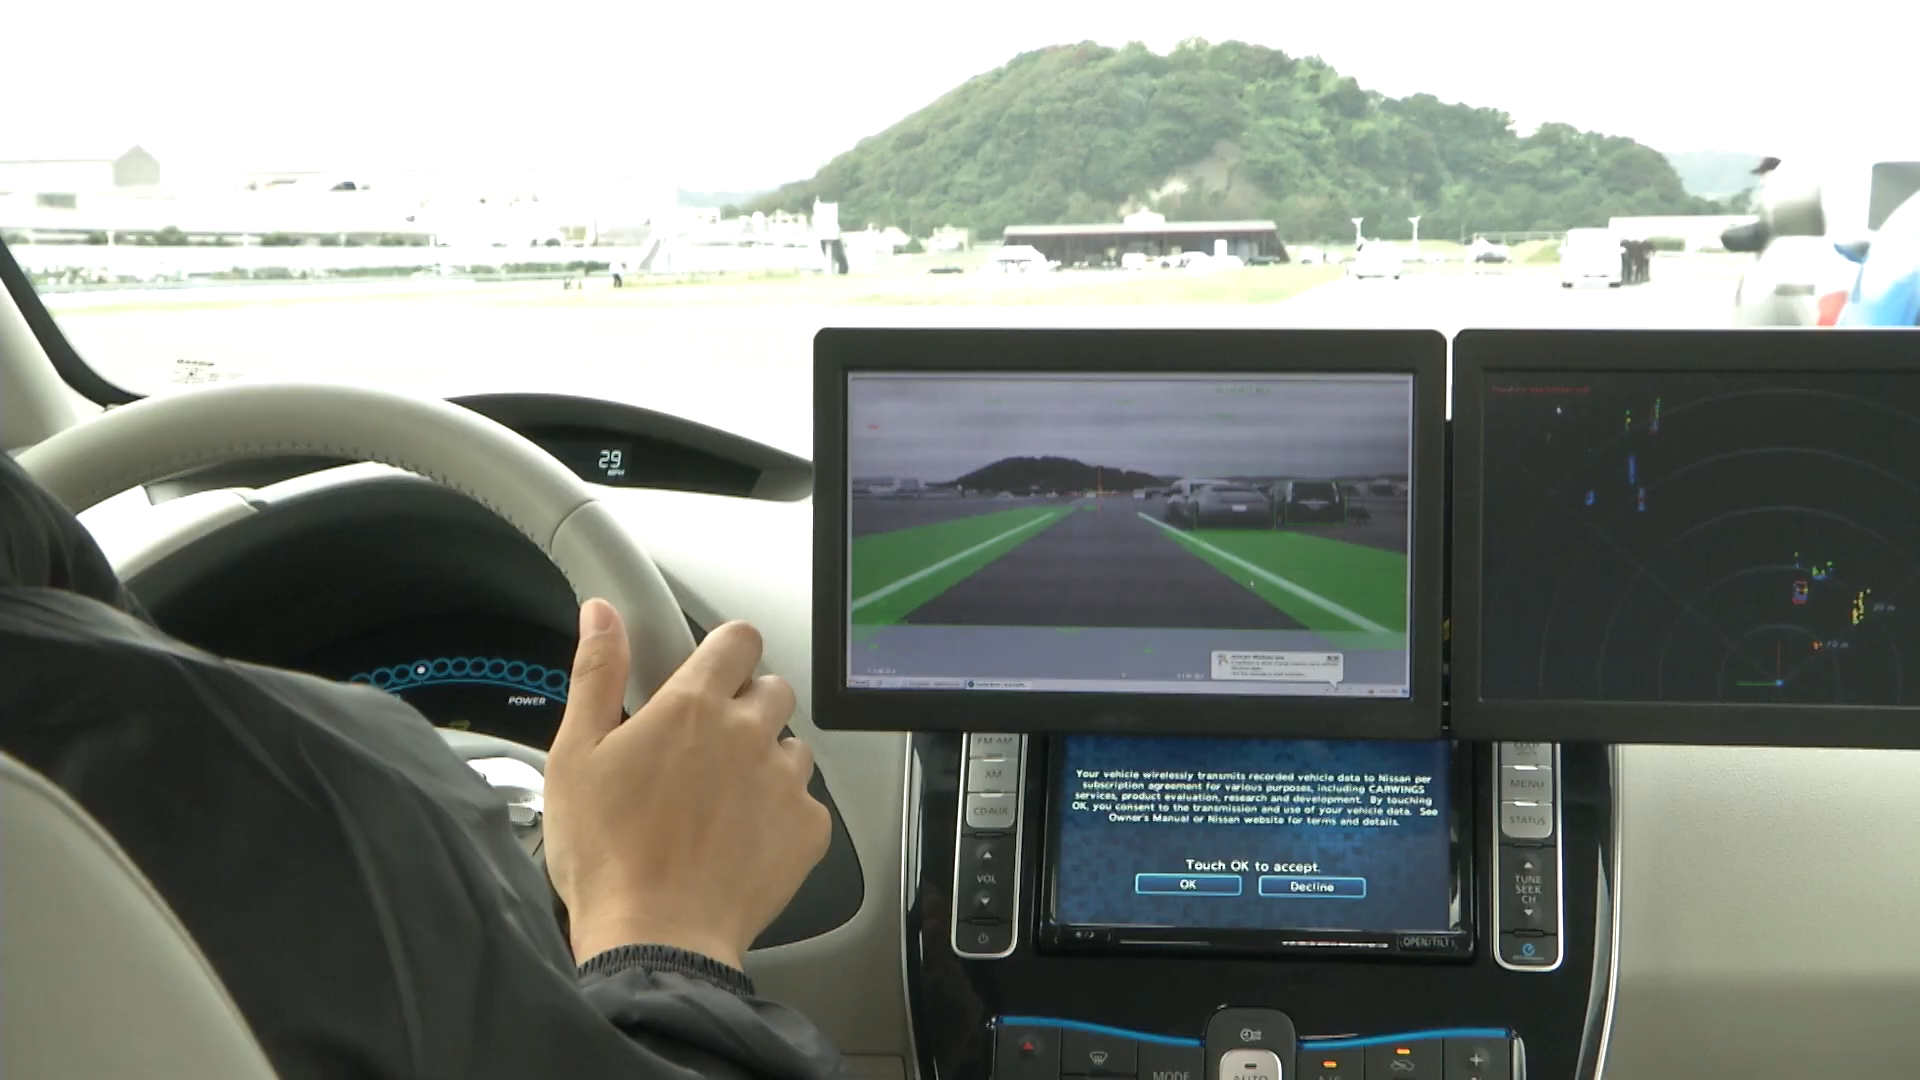 29
MPH
POWER
FM·AM
XM
CD·AUX
VOL
Your vehicle wirelessly transmits recorded vehicle data to Nissan per
subscription agreement for various purposes, including CARWINGS
services, product evaluation, research and development. By touching
OK, you consent to the transmission and use of your vehicle data. See
Owner's Manual or Nissan website for terms and details.
Touch OK to accept.
OK
Decline
OPEN/TILT
MAP
MENU
STATUS
TUNE
SEEK
CH
MODE
AUTO